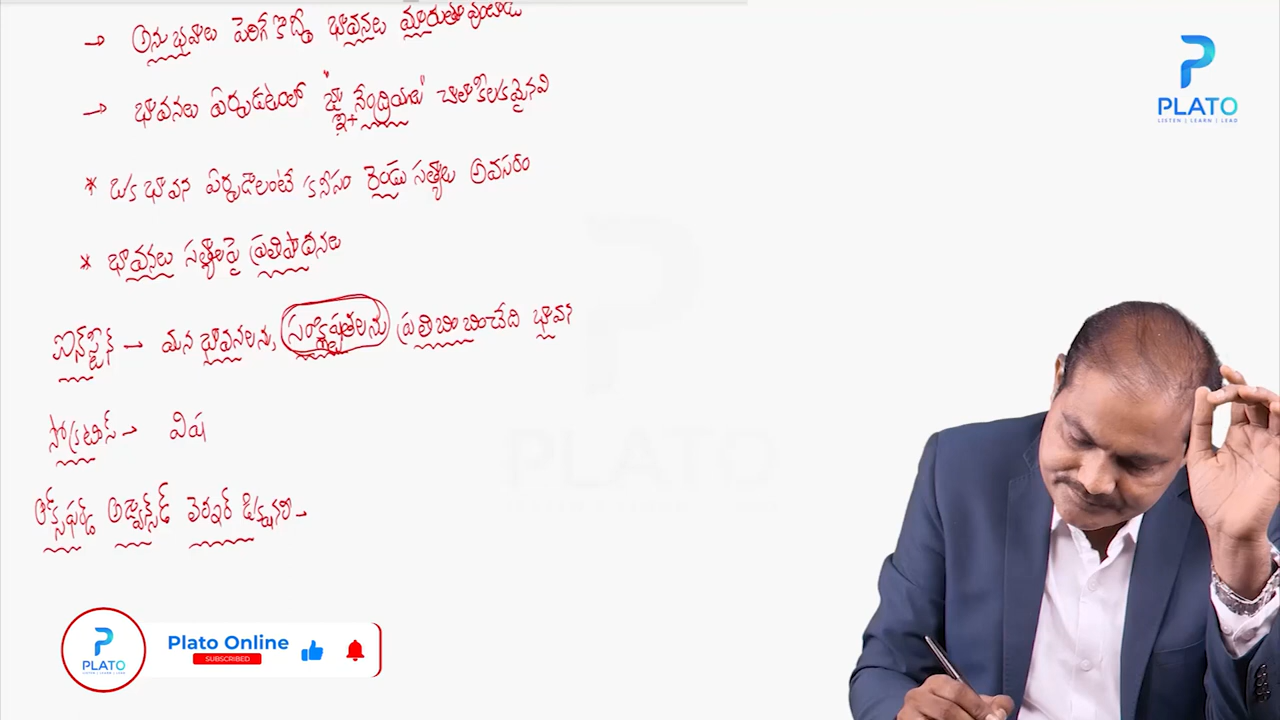 → అనుభవాలు పెరిగే కొద్దీ భావనలు మారుతూ వుంటాయి
→ భావనలు ఏర్పడటంలో "జ్ఞానేంద్రియాలు" చాలా కీలకమైనవి
* ఒక భావన ఏర్పడాలంటే కనీసం రెండు సత్యాలు అవసరం
* భావనలు సత్యాలపై ప్రతిపాదనలు
ఐన్‌స్టీన్ → మన భావనలను, సంక్లిష్టతలను ప్రతిబింబించేది భావన
సోక్రటీస్ → విష
ఆక్స్‌ఫర్డ్ అడ్వాన్స్‌డ్ లెర్నర్ డిక్షనరి →
PLATO
LISTEN | LEARN | LEAD
PLATO
PLATO
Plato Online
SUBSCRIBED